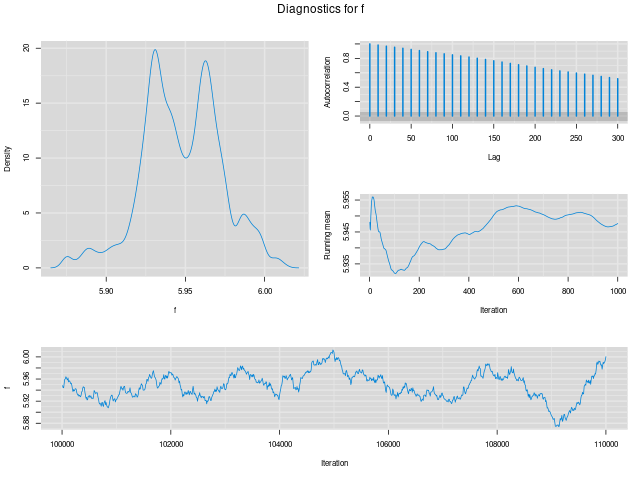 Diagnostics for f
Density
20
15
10
5
0
5.90 5.95 6.00
f
Autocorrelation
0.8
0.4
0.0
0 50 100 150 200 250 300
Lag
Running mean
5.955
5.945
5.935
0 200 400 600 800 1000
Iteration
f
6.00
5.96
5.92
5.88
100000 102000 104000 106000 108000 110000
Iteration